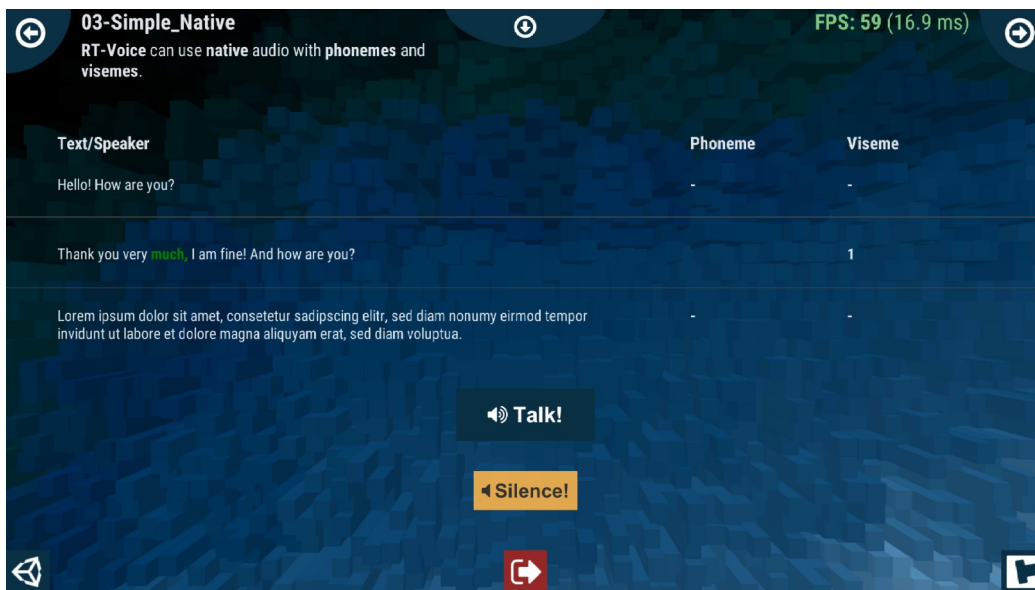 03-Simple_Native
FPS: 59 (16.9 ms)
RT-Voice can use native audio with phonemes and
visemes.
Text/Speaker Phoneme Viseme
Hello! How are you? - -
Thank you very much, I am fine! And how are you? 1
Lorem ipsum dolor sit amet, consetetur sadipscing elitr, sed diam nonumy eirmod tempor - -
invidunt ut labore et dolore magna aliquyam erat, sed diam voluptua.
Talk!
Silence!